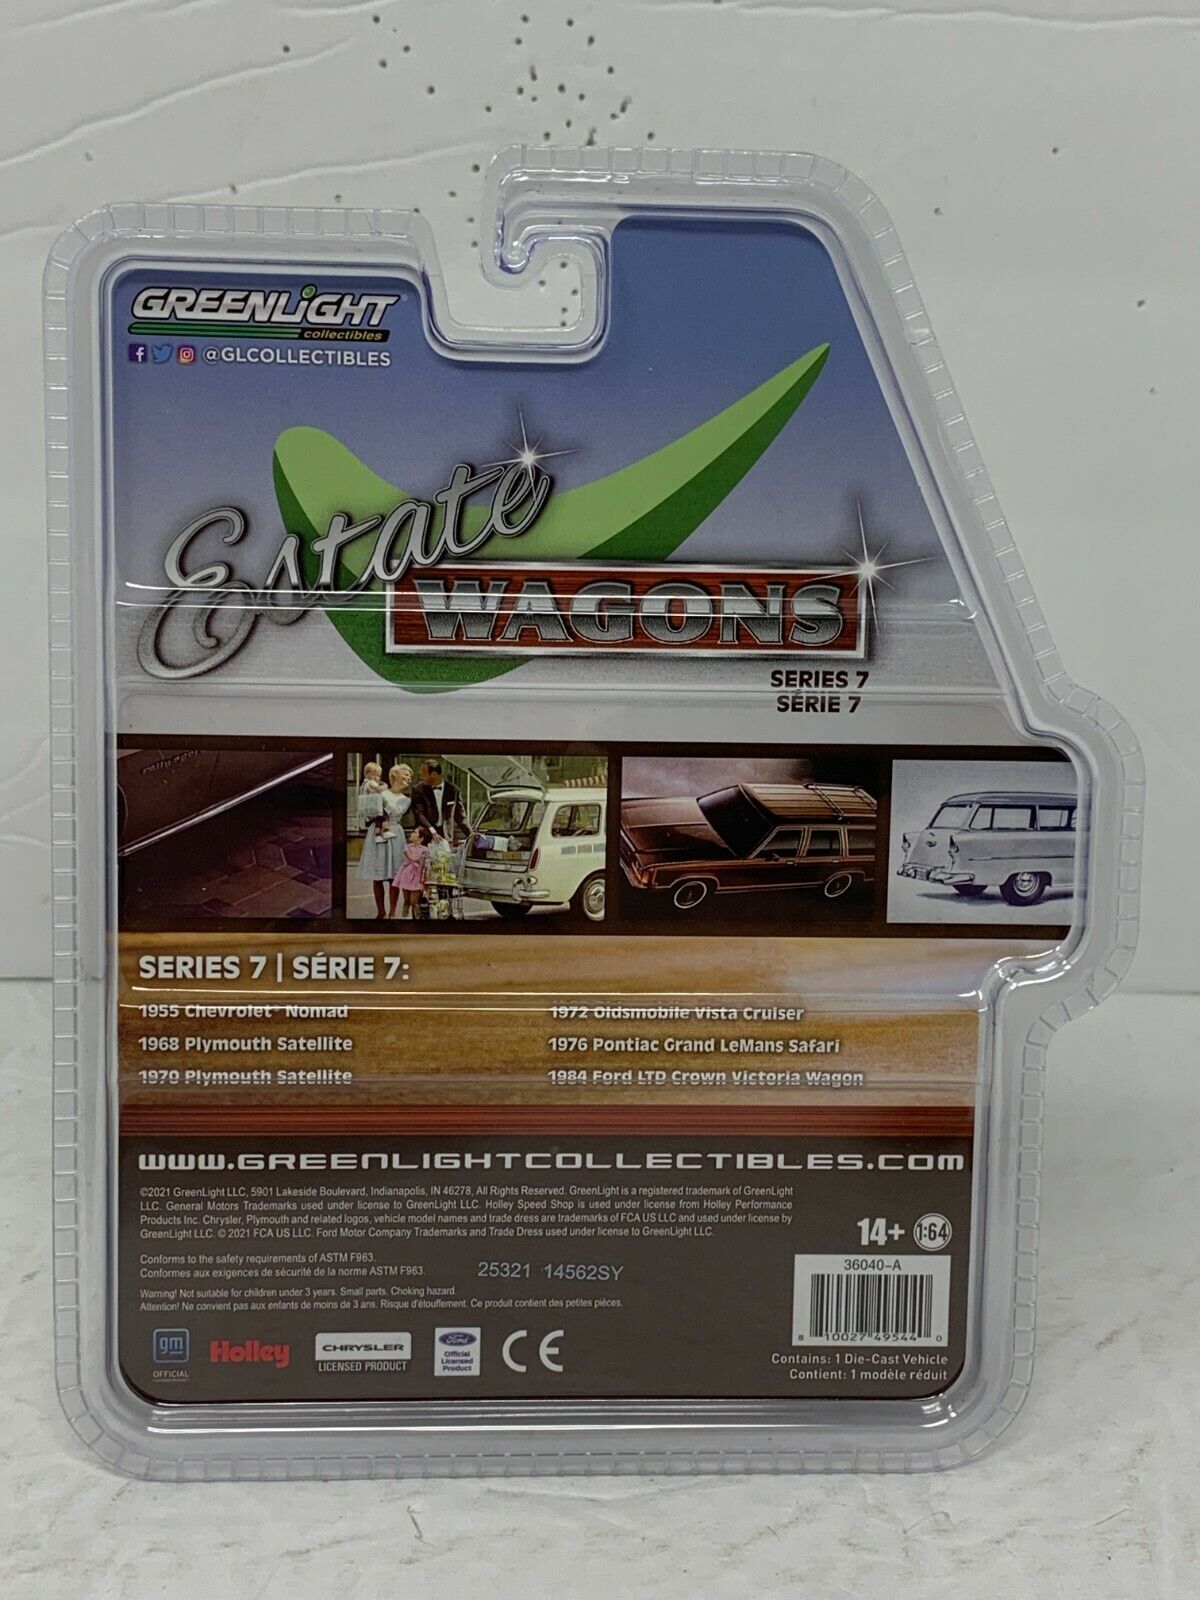 GREENLiGHT
collectibles
@GLCOLLECTIBLES
Estate
WAGONS
SERIES 7
SÉRIE 7
SERIES 7 | SÉRIE 7:
1955 Chevrolet® Nomad
1968 Plymouth Satellite
1970 Plymouth Satellite
1972 Oldsmobile Vista Cruiser
1976 Pontiac Grand LeMans Safari
1984 Ford LTD Crown Victoria Wagon
WWW.GREENLIGHTCOLLECTIBLES.COM
©2021 GreenLight LLC, 5901 Lakeside Boulevard, Indianapolis, IN 46278, All Rights Reserved. GreenLight is a registered trademark of GreenLight
LLC. General Motors Trademarks used under license to GreenLight LLC. Holley Speed Shop is used under license from Holley Performance
Products Inc. Chrysler, Plymouth and related logos, vehicle model names and trade dress are trademarks of FCA US LLC and used under license by
GreenLight LLC. © 2021 FCA US LLC. Ford Motor Company Trademarks and Trade Dress used under license to GreenLight LLC.
14+ 1:64
Conforms to the safety requirements of ASTM F963.
Conformes aux exigences de sécurité de la norme ASTM F963.
25321 14562SY
Warning! Not suitable for children under 3 years. Small parts. Choking hazard.
Attention! Ne convient pas aux enfants de moins de 3 ans. Risque d'étouffement. Ce produit contient des petites pièces.
36040-A
8 10027 49544 0
gm
OFFICIAL
Holley
CHRYSLER
LICENSED PRODUCT
Ford
Official
Licensed
Product
CE
Contains: 1 Die-Cast Vehicle
Contient: 1 modèle réduit